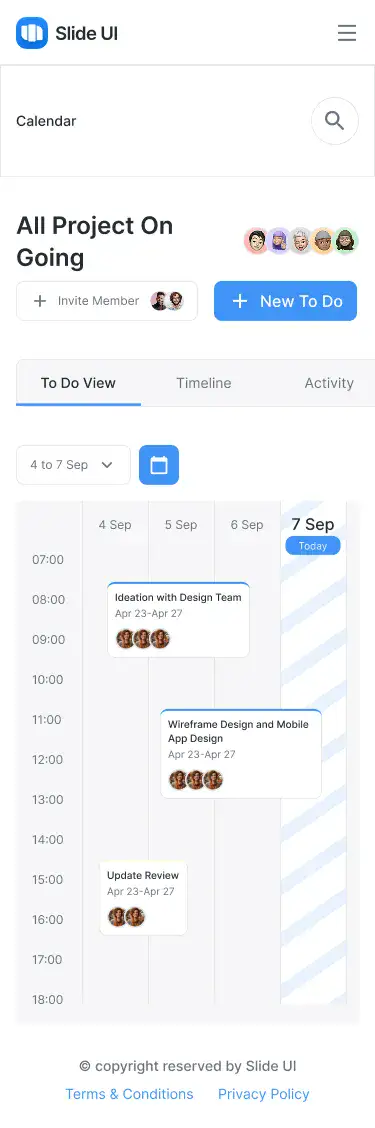 Slide UI
Calendar
All Project On
Going
Invite Member
New To Do
To Do View
Timeline
Activity
4 to 7 Sep
4 Sep
5 Sep
6 Sep
7 Sep
Today
07:00
08:00
Ideation with Design Team
Apr 23-Apr 27
09:00
10:00
11:00
Wireframe Design and Mobile
App Design
Apr 23-Apr 27
12:00
13:00
14:00
15:00
Update Review
Apr 23-Apr 27
16:00
17:00
18:00
© copyright reserved by Slide UI
Terms & Conditions
Privacy Policy